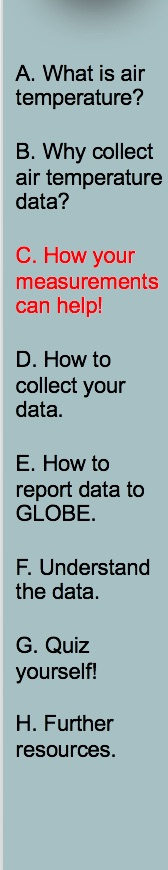 A. What is air
temperature?
B. Why collect
air temperature
data?
C. How your
measurements
can help!
D. How to
collect your
data.
E. How to
report data to
GLOBE.
F. Understand
the data.
G. Quiz
yourself!
H. Further
resources.